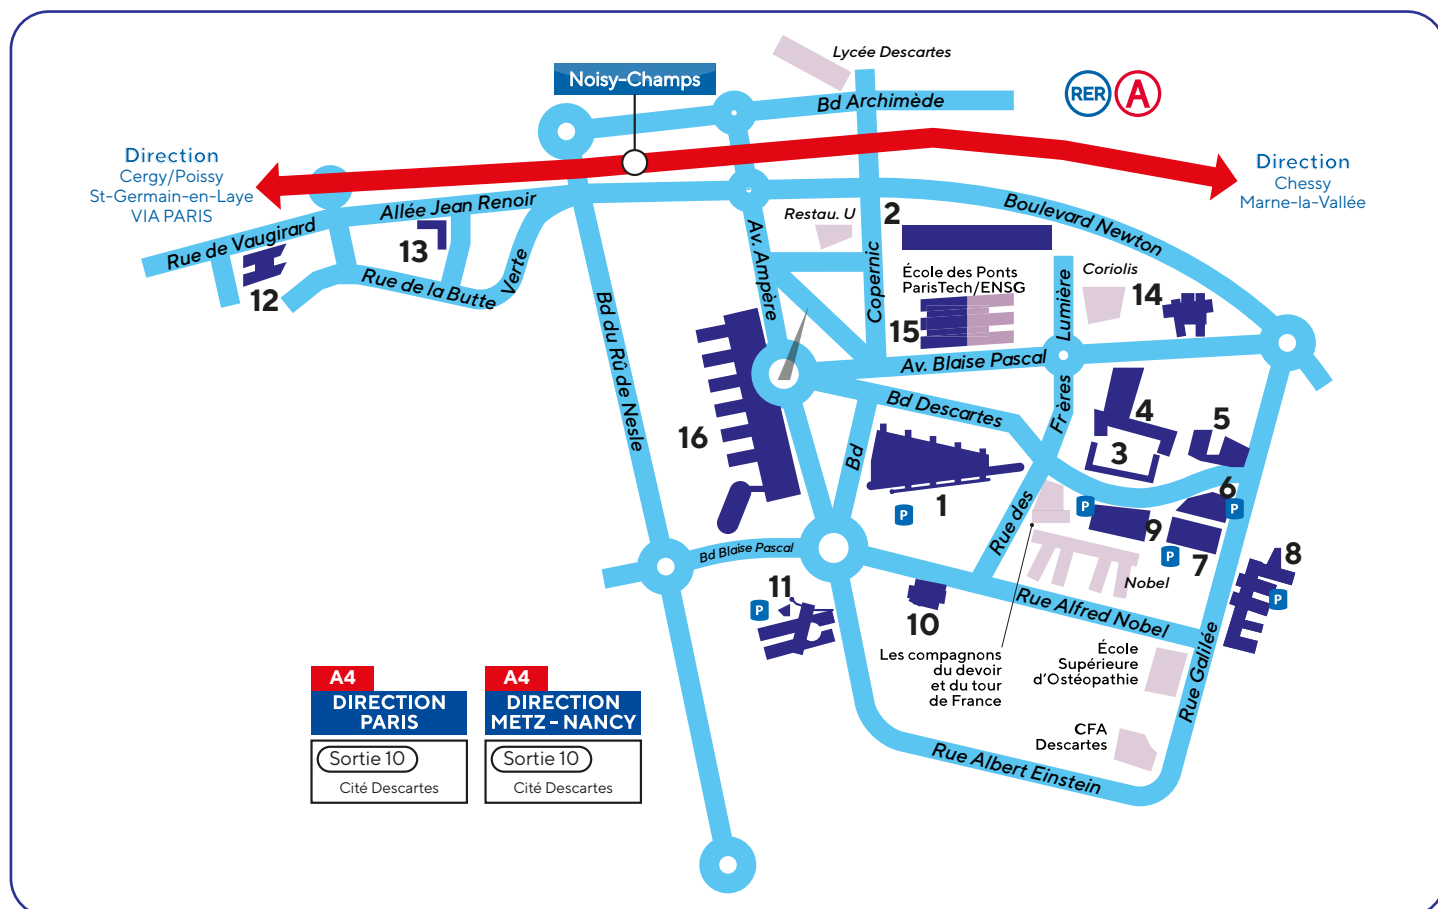 Lycée Descartes
Noisy-Champs
Bd Archimède
RER A
Direction
Cergy/Poissy
St-Germain-en-Laye
VIA PARIS
Direction
Chessy
Marne-la-Vallée
Rue de Vaugirard
Allée Jean Renoir
13
12
Rue de la Butte Verte
Bd du Rû de Nesle
Av. Ampère
Restau. U
2
Copernic
Boulevard Newton
École des Ponts
ParisTech/ENSG
15
Lumière
Coriolis
14
Av. Blaise Pascal
Bd Descartes
Frères
4
5
3
16
Bd
1
P
Rue des
P
9
6
P
7
P
8
P
Nobel
Bd Blaise Pascal
11
P
10
Rue Alfred Nobel
Les compagnons
du devoir
et du tour
de France
École
Supérieure
d'Ostéopathie
Rue Galilée
CFA
Descartes
Rue Albert Einstein
A4
DIRECTION
PARIS
Sortie 10
Cité Descartes
A4
DIRECTION
METZ - NANCY
Sortie 10
Cité Descartes